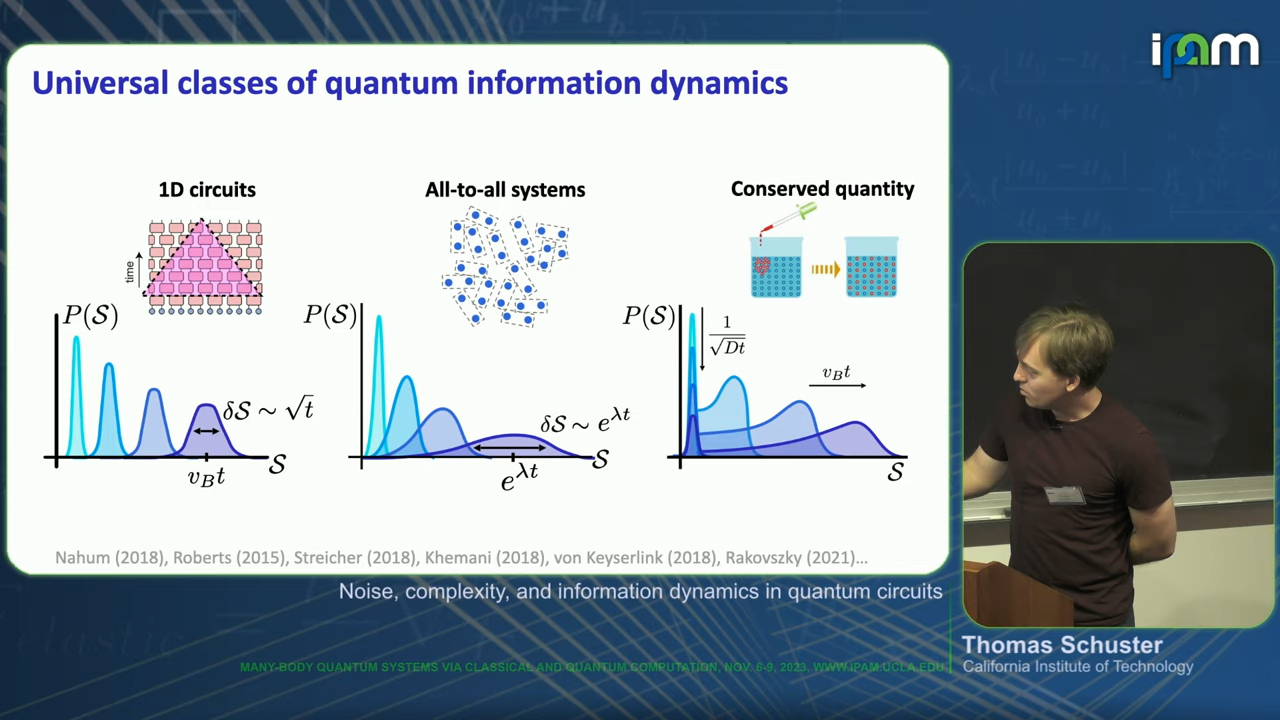 ipam
Universal classes of quantum information dynamics
1D circuits
All-to-all systems
Conserved quantity
time
P(S)
δS ~ √t
v_B t
S
P(S)
δS ~ e^{λt}
e^{λt}
S
P(S)
1/√Dt
v_B t
S
Nahum (2018), Roberts (2015), Streicher (2018), Khemani (2018), von Keyserlink (2018), Rakovszky (2021)...
Noise, complexity, and information dynamics in quantum circuits
Thomas Schuster
California Institute of Technology
MANY-BODY QUANTUM SYSTEMS VIA CLASSICAL AND QUANTUM COMPUTATION, NOV. 6-9, 2023, WWW.IPAM.UCLA.EDU